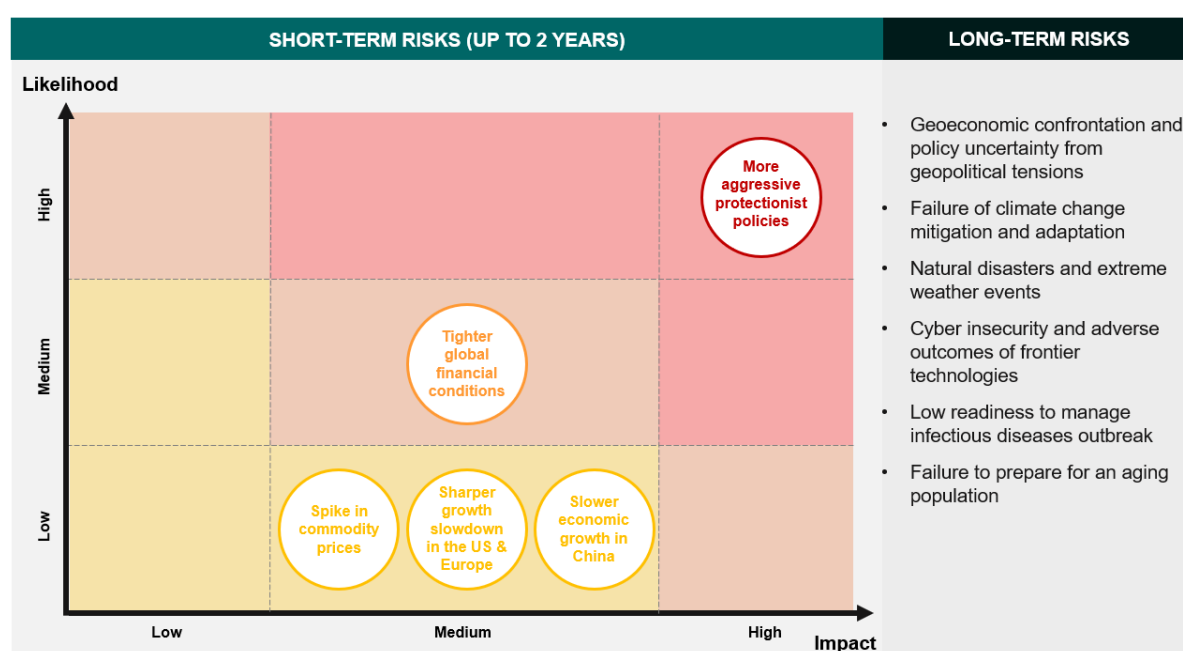 SHORT-TERM RISKS (UP TO 2 YEARS)
LONG-TERM RISKS
Likelihood
High
Medium
Low
More
aggressive
protectionist
policies
Tighter
global
financial
conditions
Spike in
commodity
prices
Sharper
growth
slowdown
in the US &
Europe
Slower
economic
growth in
China
Low
Medium
High
Impact
• Geoeconomic confrontation and
policy uncertainty from
geopolitical tensions
• Failure of climate change
mitigation and adaptation
• Natural disasters and extreme
weather events
• Cyber insecurity and adverse
outcomes of frontier
technologies
• Low readiness to manage
infectious diseases outbreak
• Failure to prepare for an aging
population